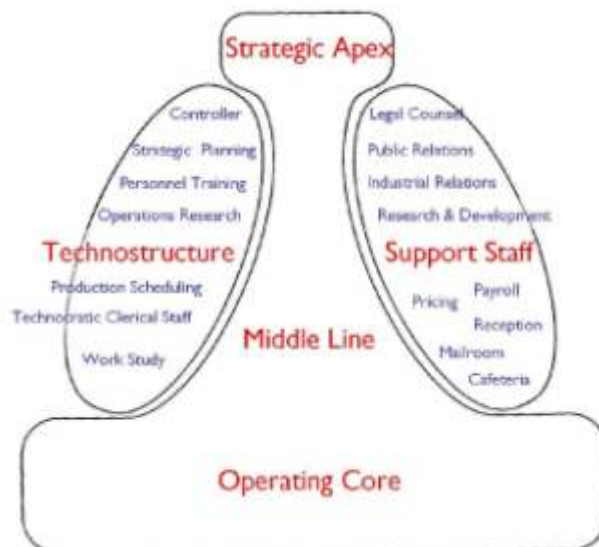 Strategic Apex
Controller
Strategic Planning
Personnel Training
Operations Research
Technostructure
Production Scheduling
Technocratic Clerical Staff
Work Study
Legal Counsel
Public Relations
Industrial Relations
Research & Development
Support Staff
Payroll
Pricing
Reception
Mailroom
Cafeteria
Middle Line
Operating Core